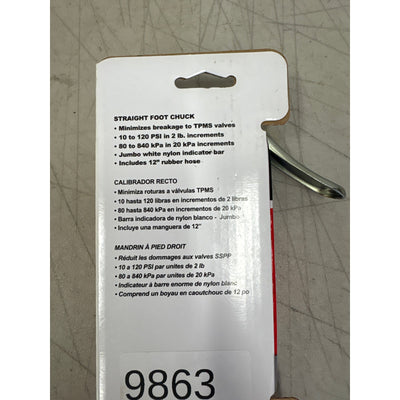 STRAIGHT FOOT CHUCK
• Minimizes breakage to TPMS valves
• 10 to 120 PSI in 2 lb. increments
• 80 to 840 kPa in 20 kPa increments
• Jumbo white nylon indicator bar
• Includes 12" rubber hose
CALIBRADOR RECTO
• Minimiza roturas a válvulas TPMS
• 10 hasta 120 libras en incrementos de 2 libras
• 80 hasta 840 kPa en incrementos de 20 kPa
• Barra indicadora de nylon blanco - Jumbo
• Incluye una manguera de 12"
MANDRIN À PIED DROIT
• Réduit les dommages aux valves SSPP
• 10 a 120 PSI par unites de 2 lb
• 80 a 840 kPa par unites de 20 kPa
• Indicateur à barre enorme de nylon blanc
• Comprend un boyau en caoutchouc de 12 po
9863